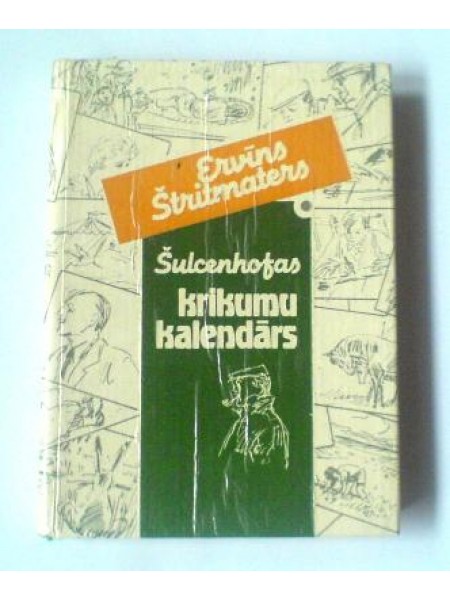 Ervīns
Štritmaters
Šulcenhofas
krikumu
kalendārs